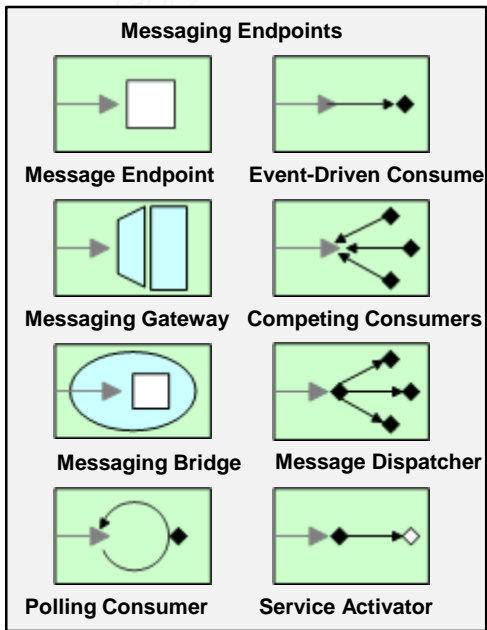 Messaging Endpoints
Message Endpoint
Event-Driven Consume
Messaging Gateway
Competing Consumers
Messaging Bridge
Message Dispatcher
Polling Consumer
Service Activator